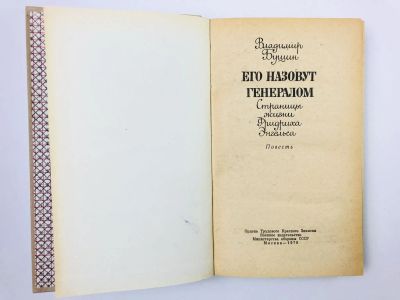 Владимир
Бушин
ЕГО НАЗОВУТ
ГЕНЕРАЛОМ
Страницы
жизни
Фридриха
Энгельса
Повесть
Ордена Трудового Красного Знамени
Военное издательство
Министерства обороны СССР
Москва—1978